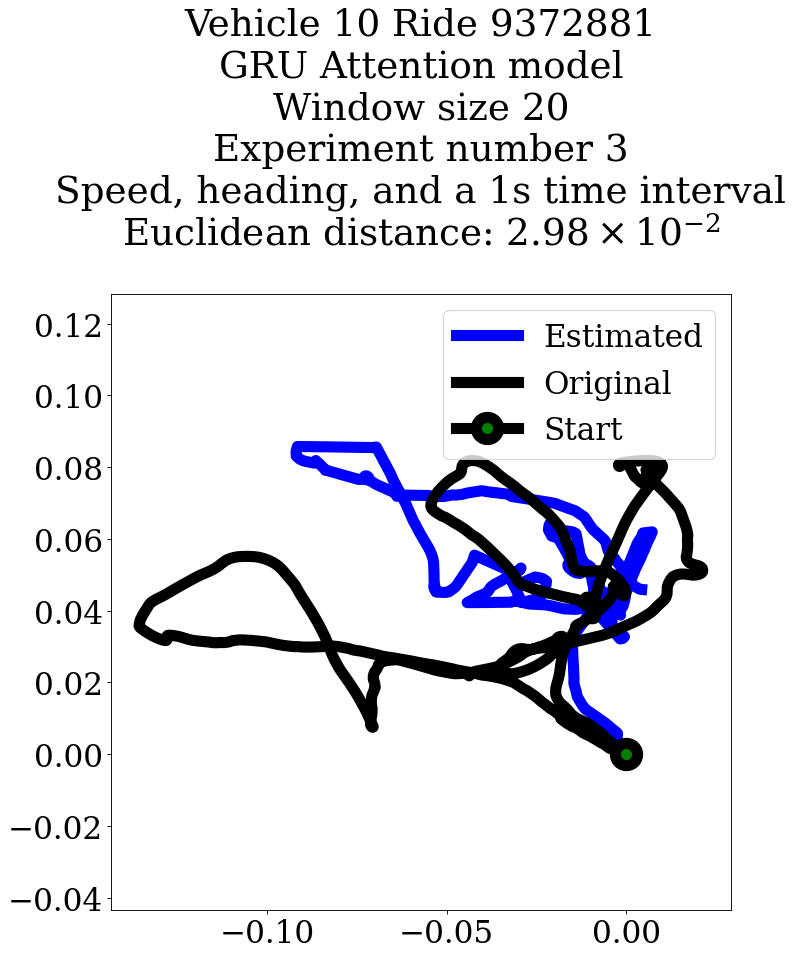 Vehicle 10 Ride 9372881
GRU Attention model
Window size 20
Experiment number 3
Speed, heading, and a 1s time interval
Euclidean distance: 2.98 × 10⁻²
Estimated
Original
Start
0.12
0.10
0.08
0.06
0.04
0.02
0.00
−0.02
−0.04
−0.10
−0.05
0.00